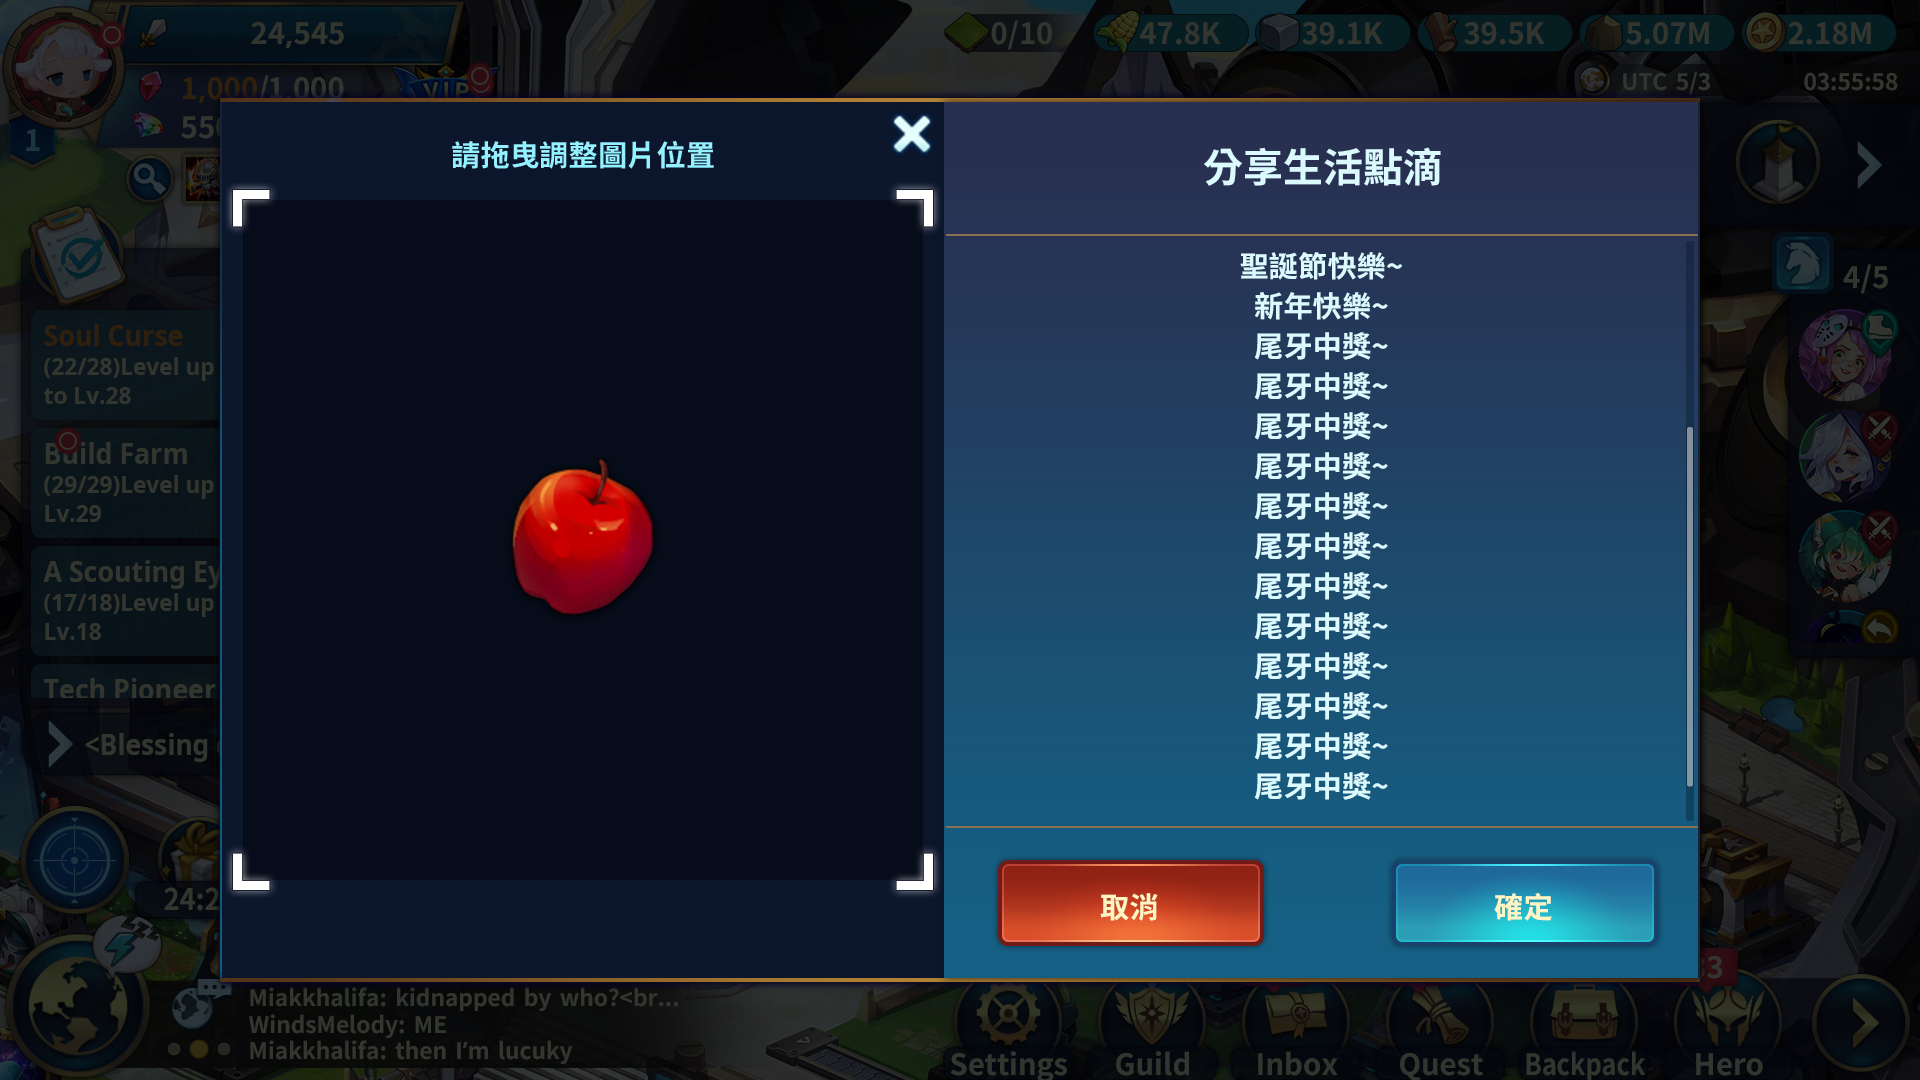 24,545
0/10
47.8K
39.1K
39.5K
5.07M
2.18M
1,000/1,000
VIP
UTC 5/3
03:55:58
550
1
請拖曳調整圖片位置
分享生活點滴
聖誕節快樂~
新年快樂~
尾牙中獎~
尾牙中獎~
尾牙中獎~
尾牙中獎~
尾牙中獎~
尾牙中獎~
尾牙中獎~
尾牙中獎~
尾牙中獎~
尾牙中獎~
尾牙中獎~
尾牙中獎~
取消
確定
4/5
Soul Curse
(22/28)Level up
to Lv.28
Build Farm
(29/29)Level up
Lv.29
A Scouting Ey
(17/18)Level up
Lv.18
Tech Pioneer
<Blessing
24:2
33
Miakkhalifa: kidnapped by who?<br...
WindsMelody: ME
Miakkhalifa: then I'm lucuky
Settings
Guild
Inbox
Quest
Backpack
Hero